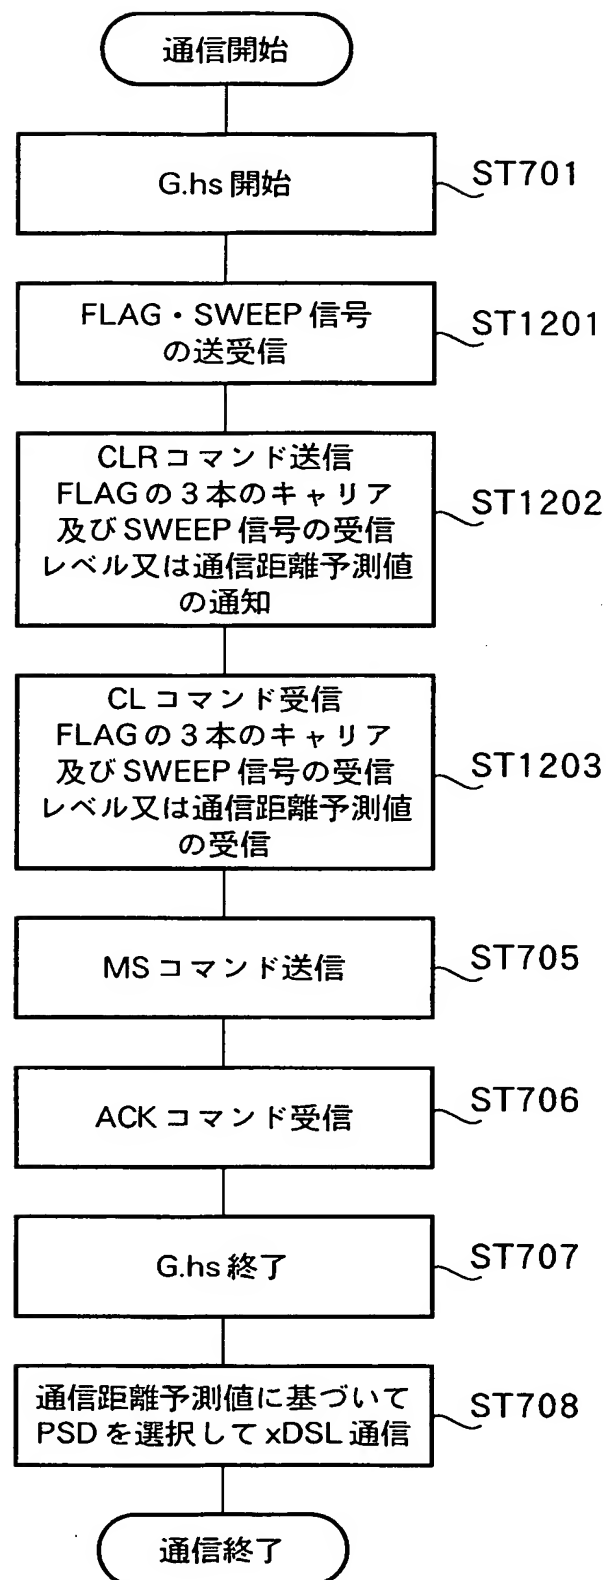 通信開始
G.hs 開始
ST701
FLAG・SWEEP 信号
の送受信
ST1201
CLR コマンド送信
FLAG の 3 本のキャリア
及び SWEEP 信号の受信
レベル又は通信距離予測値
の通知
ST1202
CL コマンド受信
FLAG の 3 本のキャリア
及び SWEEP 信号の受信
レベル又は通信距離予測値
の受信
ST1203
MS コマンド送信
ST705
ACK コマンド受信
ST706
G.hs 終了
ST707
通信距離予測値に基づいて
PSD を選択して xDSL 通信
ST708
通信終了